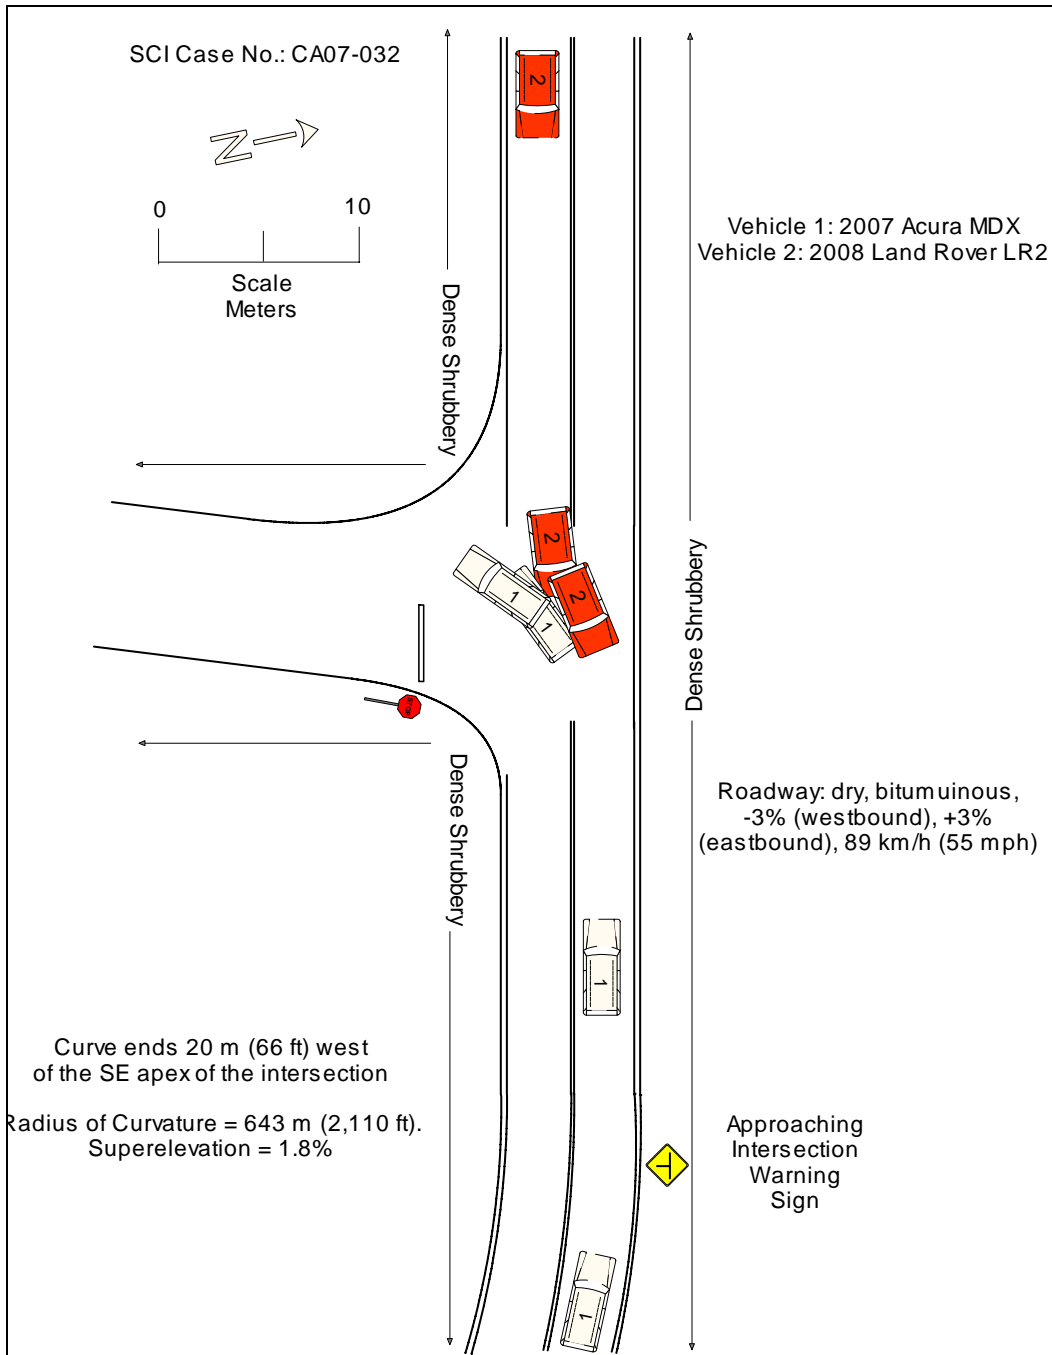 SCI Case No.: CA07-032
N
0 10
Scale
Meters
Vehicle 1: 2007 Acura MDX
Vehicle 2: 2008 Land Rover LR2
Dense Shrubbery
Dense Shrubbery
Dense Shrubbery
2
2
2
1
1
STOP
Roadway: dry, bitumuinous,
-3% (westbound), +3%
(eastbound), 89 km/h (55 mph)
1
Curve ends 20 m (66 ft) west
of the SE apex of the intersection
Radius of Curvature = 643 m (2,110 ft).
Superelevation = 1.8%
Approaching
Intersection
Warning
Sign
1